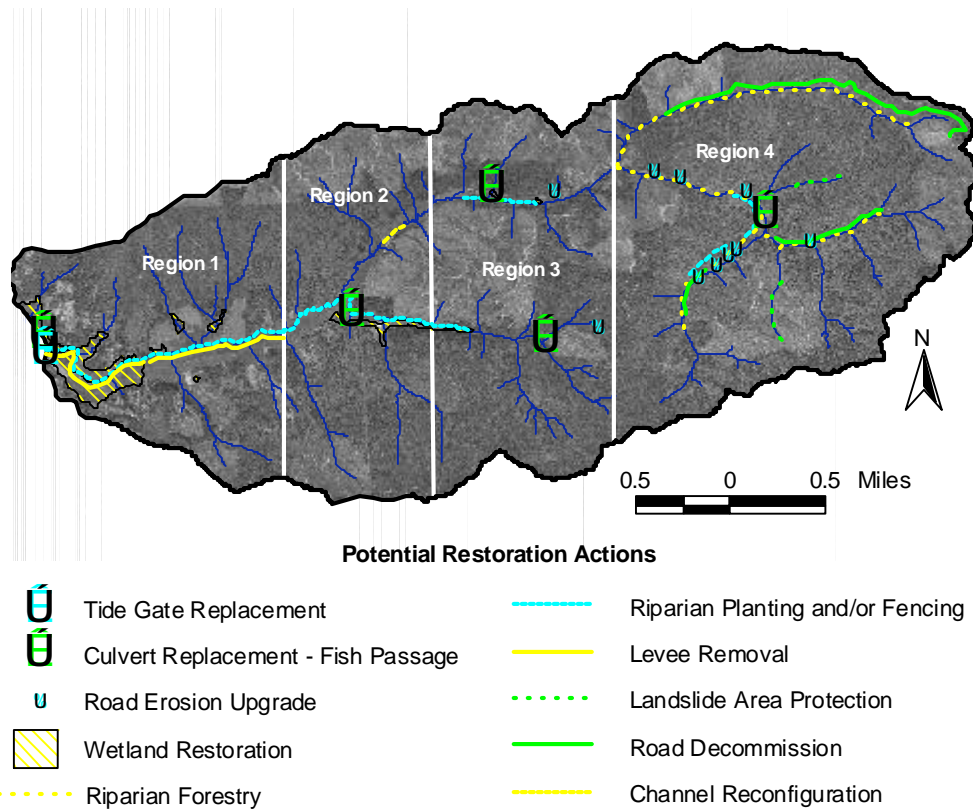 Region 4
Region 2
Region 1
Region 3
N
0.5 0 0.5 Miles
Potential Restoration Actions
Tide Gate Replacement
Culvert Replacement - Fish Passage
Road Erosion Upgrade
Wetland Restoration
Riparian Forestry
Riparian Planting and/or Fencing
Levee Removal
Landslide Area Protection
Road Decommission
Channel Reconfiguration